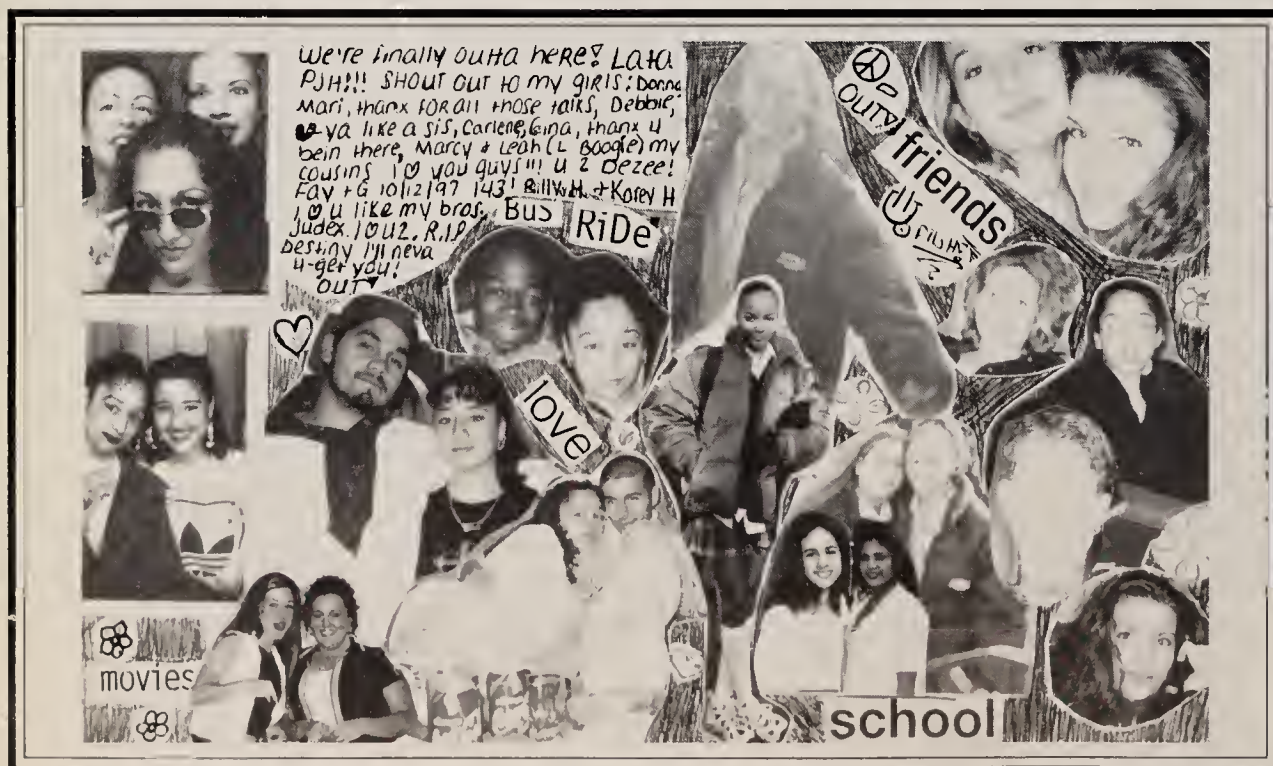 We're finally outta here! Lata
PJH!!! SHOUT OUT to my giRls: Donna
Mari, thanx FOR All those talks, Debbie,
♥ ya like a sis, Carlene, Gina, thanx 4
bein there, Marcy + Leah (L Boogie) my
cousins I ♡ you guys!!! u 2 Dezee!
Fay + G 10/12/97 143! Billy M. + Korey H
I ♡ u like my bros.
Judex. I ♡ U 2. R.I.P.
Destiny I'll neva
4-get you!
OUT
BUS RiDe
OUTY
friends
love
movies
school